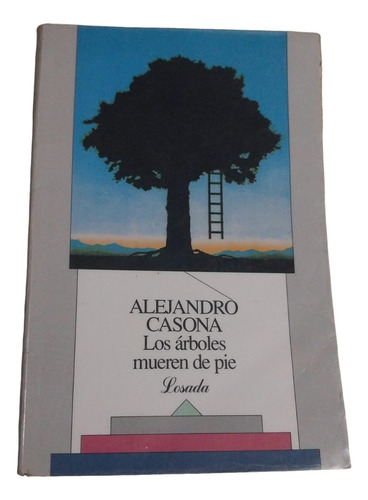 ALEJANDRO
CASONA
Los árboles
mueren de pie
Losada